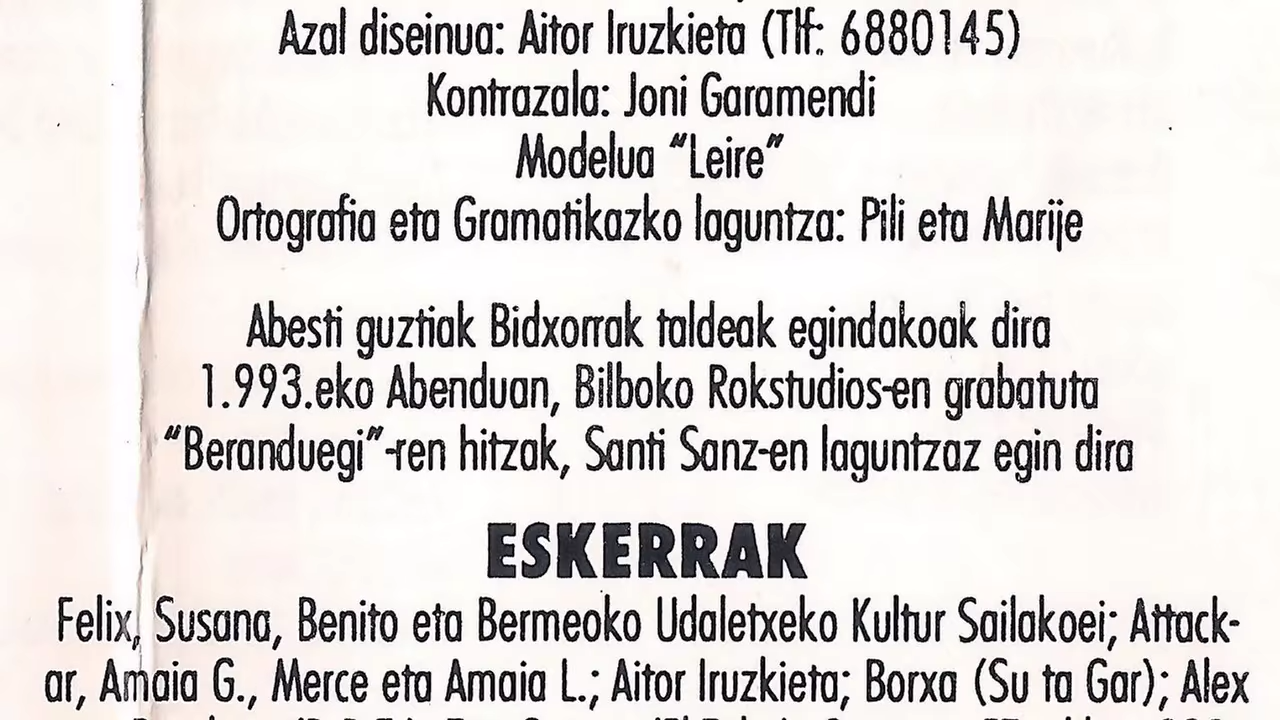 Azal diseinua: Aitor Iruzkieta (Tlf: 6880145)
Kontrazala: Joni Garamendi
Modelua “Leire”
Ortografia eta Gramatikazko laguntza: Pili eta Marije
Abesti guztiak Bidxorrak taldeak egindakoak dira
1.993.eko Abenduan, Bilboko Rokstudios-en grabatuta
“Beranduegi”-ren hitzak, Santi Sanz-en laguntzaz egin dira
ESKERRAK
Felix, Susana, Benito eta Bermeoko Udaletxeko Kultur Sailakoei; Attack-
ar, Amaia G., Merce eta Amaia L.; Aitor Iruzkieta; Borxa (Su ta Gar); Alex